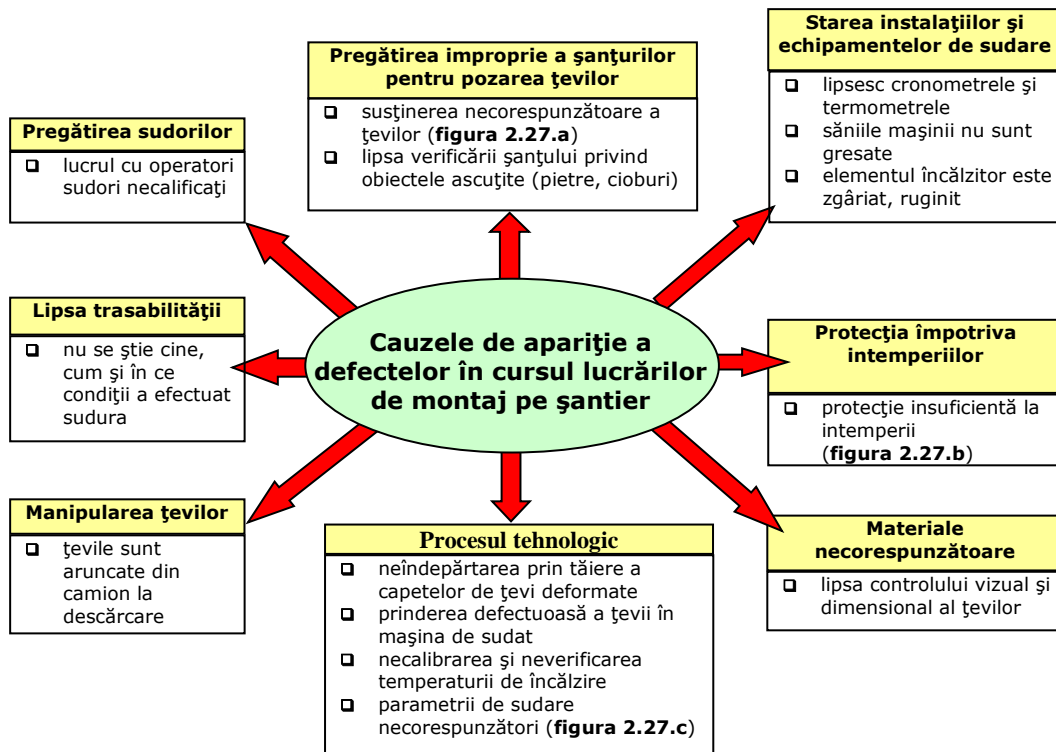 Pregătirea improprie a şanţurilor
pentru pozarea ţevilor
❑ susţinerea necorespunzătoare a
ţevilor (figura 2.27.a)
❑ lipsa verificării şanţului privind
obiectele ascuţite (pietre, cioburi)
Starea instalaţiilor şi
echipamentelor de sudare
❑ lipsesc cronometrele şi
termometrele
❑ săniile maşinii nu sunt
gresate
❑ elementul încălzitor este
zgâriat, ruginit
Pregătirea sudorilor
❑ lucrul cu operatori
sudori necalificaţi
Lipsa trasabilităţii
❑ nu se ştie cine,
cum şi în ce
condiţii a efectuat
sudura
Cauzele de apariţie a
defectelor în cursul lucrărilor
de montaj pe şantier
Protecţia împotriva
intemperiilor
❑ protecţie insuficientă la
intemperii
(figura 2.27.b)
Manipularea ţevilor
❑ ţevile sunt
aruncate din
camion la
descărcare
Procesul tehnologic
❑ neîndepărtarea prin tăiere a
capetelor de ţevi deformate
❑ prinderea defectuoasă a ţevii în
maşina de sudat
❑ necalibrarea şi neverificarea
temperaturii de încălzire
❑ parametrii de sudare
necorespunzători (figura 2.27.c)
Materiale
necorespunzătoare
❑ lipsa controlului vizual şi
dimensional al ţevilor